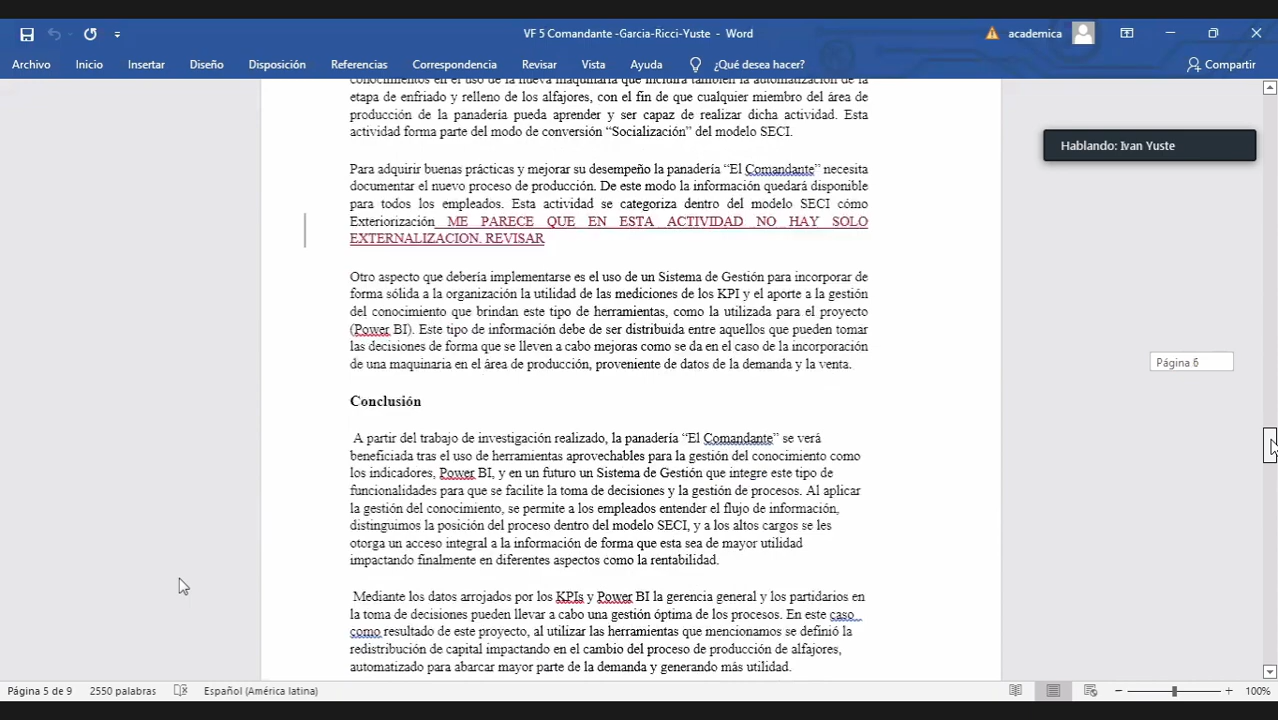 VF 5 Comandante -Garcia-Ricci-Yuste - Word
academica
Archivo Inicio Insertar Diseño Disposición Referencias Correspondencia Revisar Vista Ayuda ¿Qué desea hacer? Compartir
conocimientos en el uso de la nueva maquinaria que incluirá también la automatización de la
etapa de enfriado y relleno de los alfajores, con el fin de que cualquier miembro del área de
producción de la panadería pueda aprender y ser capaz de realizar dicha actividad. Esta
actividad forma parte del modo de conversión “Socialización” del modelo SECI.
Hablando: Ivan Yuste
Para adquirir buenas prácticas y mejorar su desempeño la panadería “El Comandante” necesita
documentar el nuevo proceso de producción. De este modo la información quedará disponible
para todos los empleados. Esta actividad se categoriza dentro del modelo SECI cómo
Exteriorización ME PARECE QUE EN ESTA ACTIVIDAD NO HAY SOLO
EXTERNALIZACION. REVISAR
Otro aspecto que debería implementarse es el uso de un Sistema de Gestión para incorporar de
forma sólida a la organización la utilidad de las mediciones de los KPI y el aporte a la gestión
del conocimiento que brindan este tipo de herramientas, como la utilizada para el proyecto
(Power BI). Este tipo de información debe de ser distribuida entre aquellos que pueden tomar
las decisiones de forma que se lleven a cabo mejoras como se da en el caso de la incorporación
de una maquinaria en el área de producción, proveniente de datos de la demanda y la venta.
Página 6
Conclusión
A partir del trabajo de investigación realizado, la panadería “El Comandante” se verá
beneficiada tras el uso de herramientas aprovechables para la gestión del conocimiento como
los indicadores, Power BI, y en un futuro un Sistema de Gestión que integre este tipo de
funcionalidades para que se facilite la toma de decisiones y la gestión de procesos. Al aplicar
la gestión del conocimiento, se permite a los empleados entender el flujo de información,
distinguimos la posición del proceso dentro del modelo SECI, y a los altos cargos se les
otorga un acceso integral a la información de forma que esta sea de mayor utilidad
impactando finalmente en diferentes aspectos como la rentabilidad.
Mediante los datos arrojados por los KPIs y Power BI la gerencia general y los partidarios en
la toma de decisiones pueden llevar a cabo una gestión óptima de los procesos. En este caso
como resultado de este proyecto, al utilizar las herramientas que mencionamos se definió la
redistribución de capital impactando en el cambio del proceso de producción de alfajores,
automatizado para abarcar mayor parte de la demanda y generando más utilidad.
Página 5 de 9 2550 palabras Español (América latina) 100%